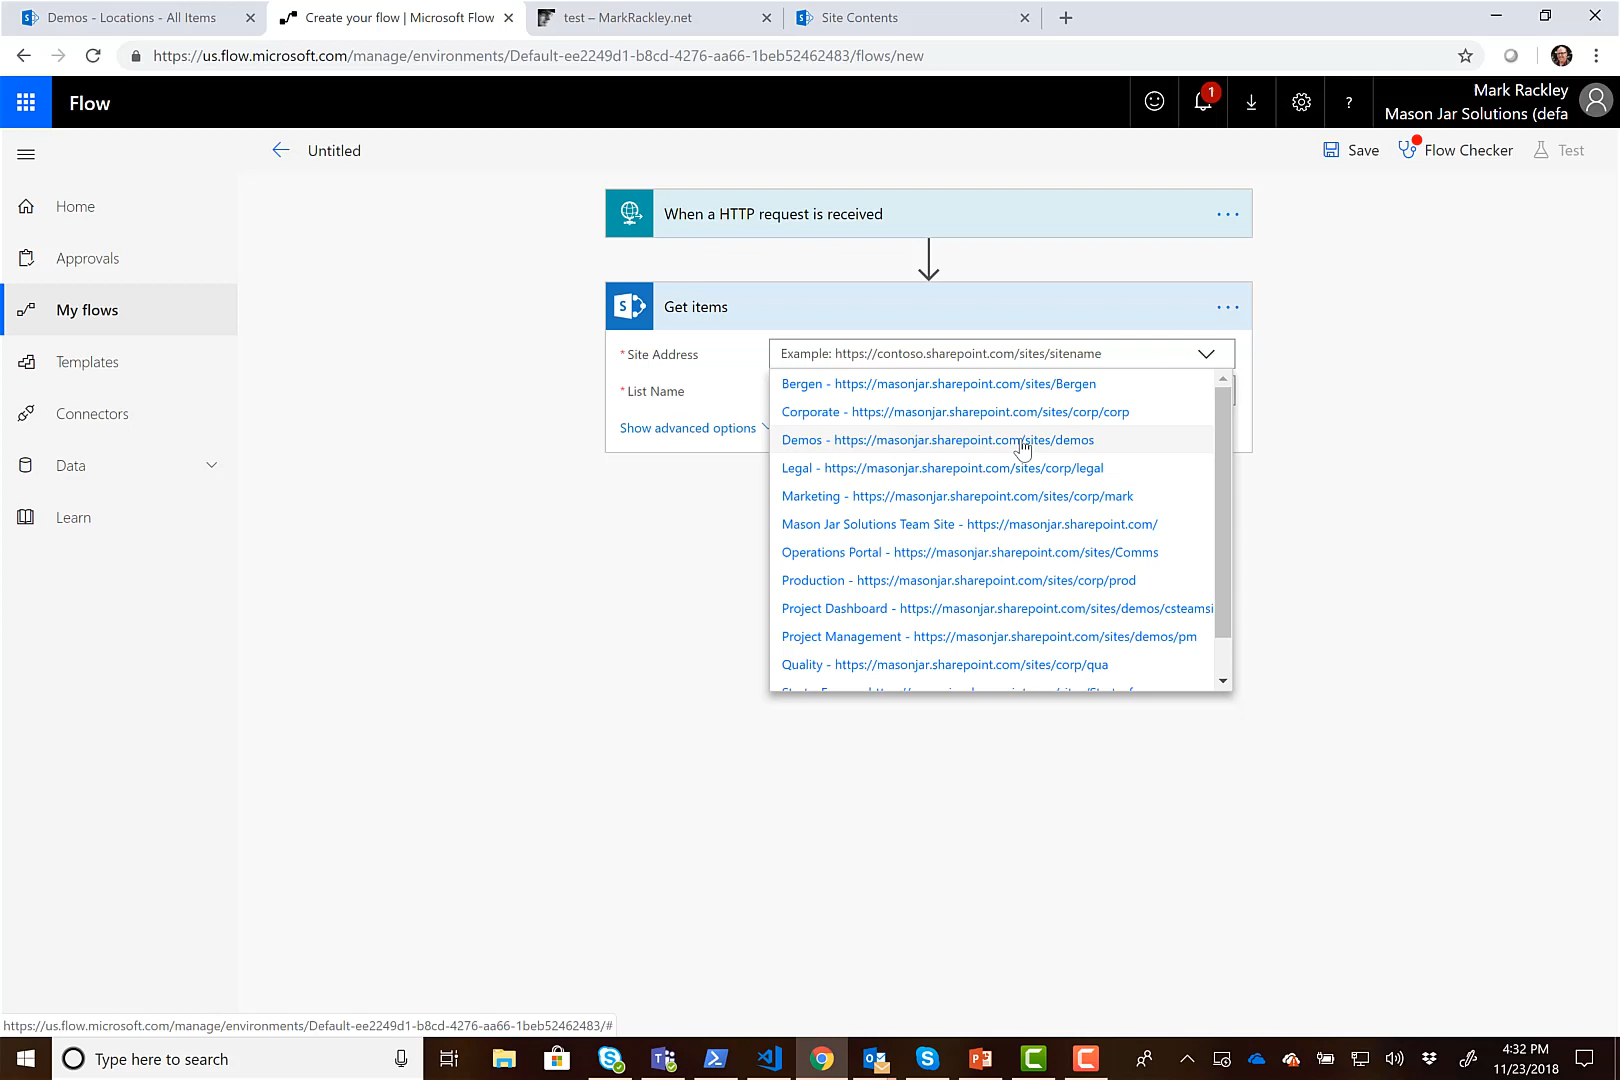 Demos - Locations - All Items
Create your flow | Microsoft Flow
test – MarkRackley.net
Site Contents
https://us.flow.microsoft.com/manage/environments/Default-ee2249d1-b8cd-4276-aa66-1beb52462483/flows/new
Flow
1
?
Mark Rackley
Mason Jar Solutions (defa
Untitled
Save
Flow Checker
Test
Home
Approvals
My flows
Templates
Connectors
Data
Learn
When a HTTP request is received
Get items
* Site Address
Example: https://contoso.sharepoint.com/sites/sitename
* List Name
Show advanced options
Bergen - https://masonjar.sharepoint.com/sites/Bergen
Corporate - https://masonjar.sharepoint.com/sites/corp/corp
Demos - https://masonjar.sharepoint.com/sites/demos
Legal - https://masonjar.sharepoint.com/sites/corp/legal
Marketing - https://masonjar.sharepoint.com/sites/corp/mark
Mason Jar Solutions Team Site - https://masonjar.sharepoint.com/
Operations Portal - https://masonjar.sharepoint.com/sites/Comms
Production - https://masonjar.sharepoint.com/sites/corp/prod
Project Dashboard - https://masonjar.sharepoint.com/sites/demos/csteamsi
Project Management - https://masonjar.sharepoint.com/sites/demos/pm
Quality - https://masonjar.sharepoint.com/sites/corp/qua
https://us.flow.microsoft.com/manage/environments/Default-ee2249d1-b8cd-4276-aa66-1beb52462483/#
Type here to search
4:32 PM
11/23/2018